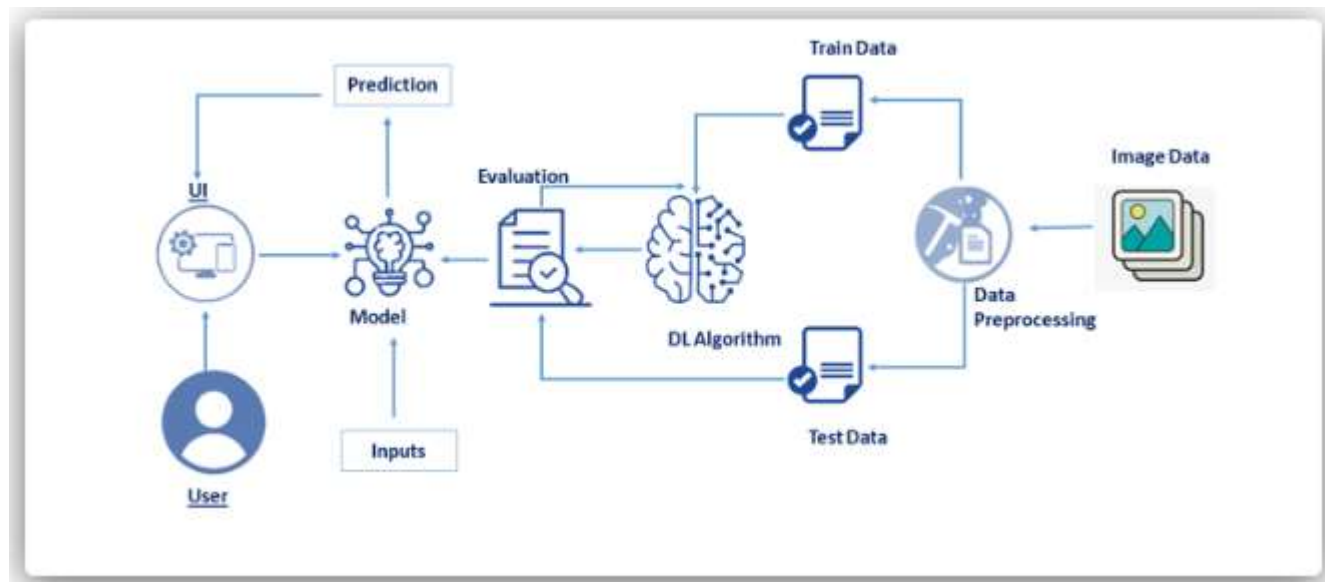 Train Data
Prediction
Image Data
Evaluation
UI
Data
Preprocessing
Model
DL Algorithm
Test Data
Inputs
User